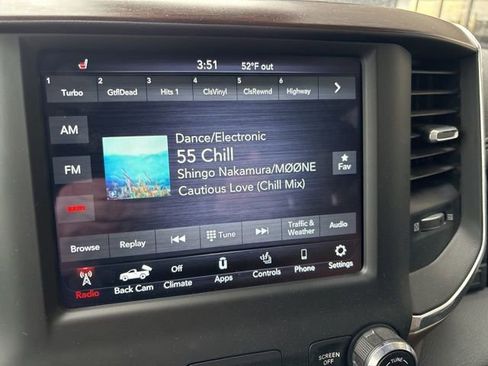 3:51 52°F out
1 2 3 4 5 6
Turbo GtflDead Hits 1 ClsVinyl ClsRewnd Highway
AM
Dance/Electronic
55 Chill
FM
Shingo Nakamura/MØØNE
Fav
Cautious Love (Chill Mix)
Browse Replay Tune Traffic & Weather Audio
Radio Back Cam Off Climate Apps Controls Phone Settings
SCREEN OFF
TUNE